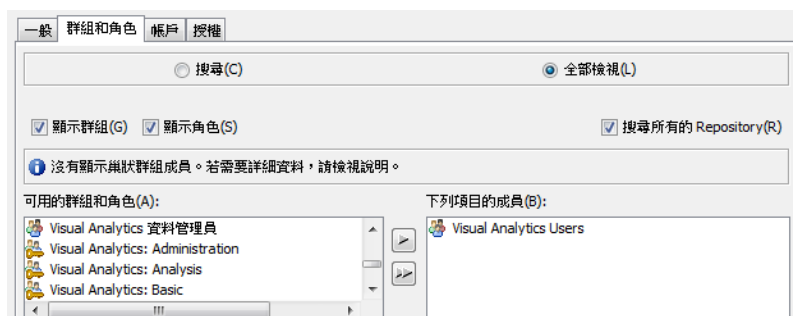 一般 群組和角色 帳戶 授權
搜尋(C) 全部檢視(L)
顯示群組(G) 顯示角色(S) 搜尋所有的 Repository(R)
沒有顯示巢狀群組成員。若需要詳細資料，請檢視說明。
可用的群組和角色(A): 下列項目的成員(B):
Visual Analytics 資料管理員 Visual Analytics Users
Visual Analytics: Administration
Visual Analytics: Analysis
Visual Analytics: Basic